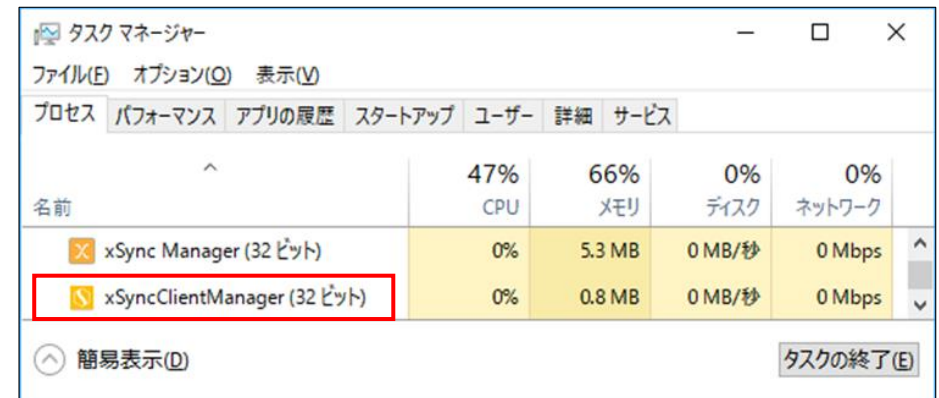 タスク マネージャー
ファイル(F) オプション(O) 表示(V)
プロセス パフォーマンス アプリの履歴 スタートアップ ユーザー 詳細 サービス
47% 66% 0% 0%
名前 CPU メモリ ディスク ネットワーク
xSync Manager (32 ビット) 0% 5.3 MB 0 MB/秒 0 Mbps
xSyncClientManager (32 ビット) 0% 0.8 MB 0 MB/秒 0 Mbps
簡易表示(D) タスクの終了(E)